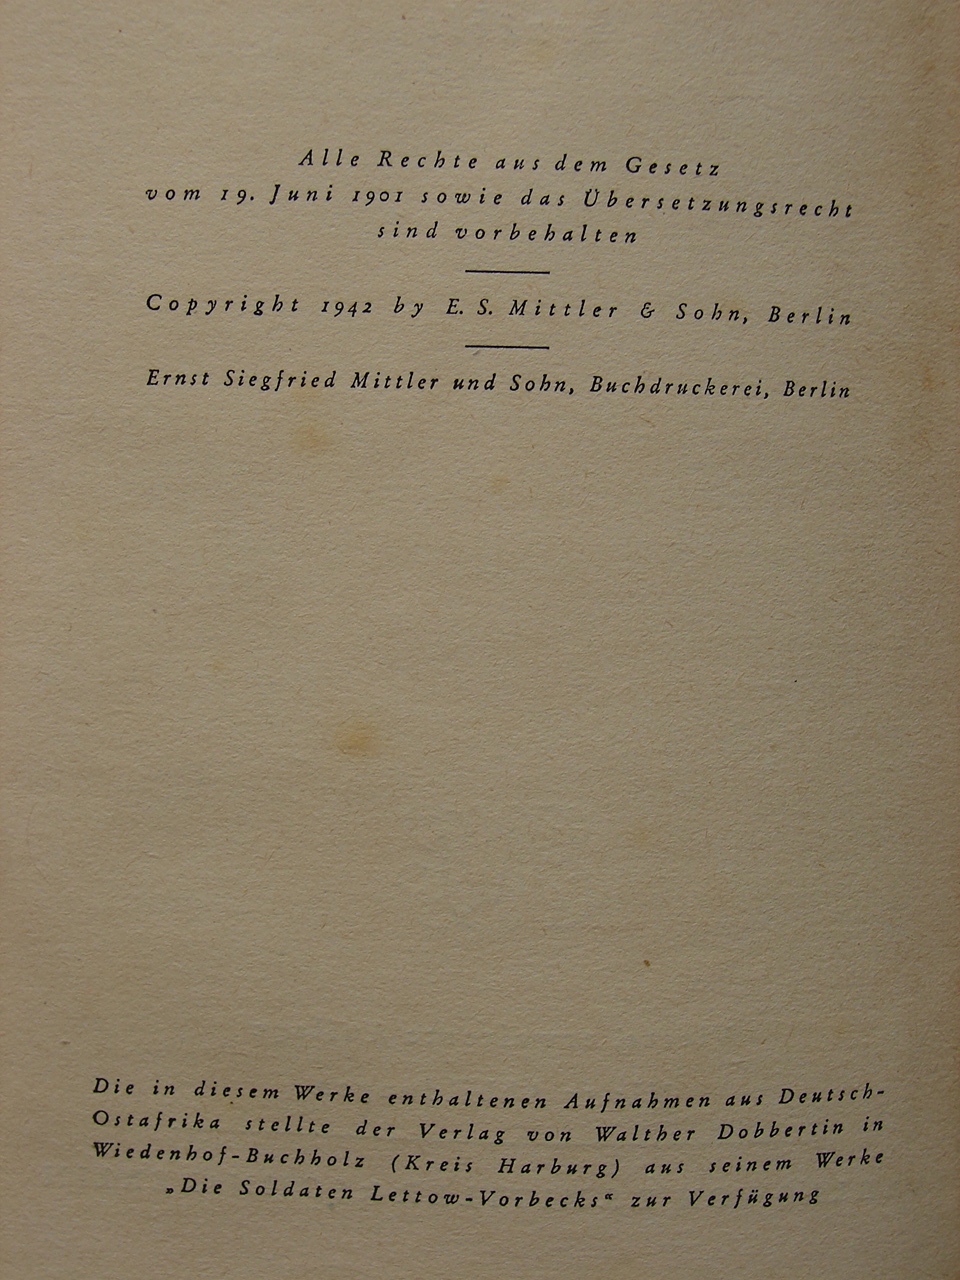 Alle Rechte aus dem Gesetz
vom 19. Juni 1901 sowie das Übersetzungsrecht
sind vorbehalten
Copyright 1942 by E. S. Mittler & Sohn, Berlin
Ernst Siegfried Mittler und Sohn, Buchdruckerei, Berlin
Die in diesem Werke enthaltenen Aufnahmen aus Deutsch-
Ostafrika stellte der Verlag von Walther Dobbertin in
Wiedenhof-Buchholz (Kreis Harburg) aus seinem Werke
„Die Soldaten Lettow-Vorbecks“ zur Verfügung